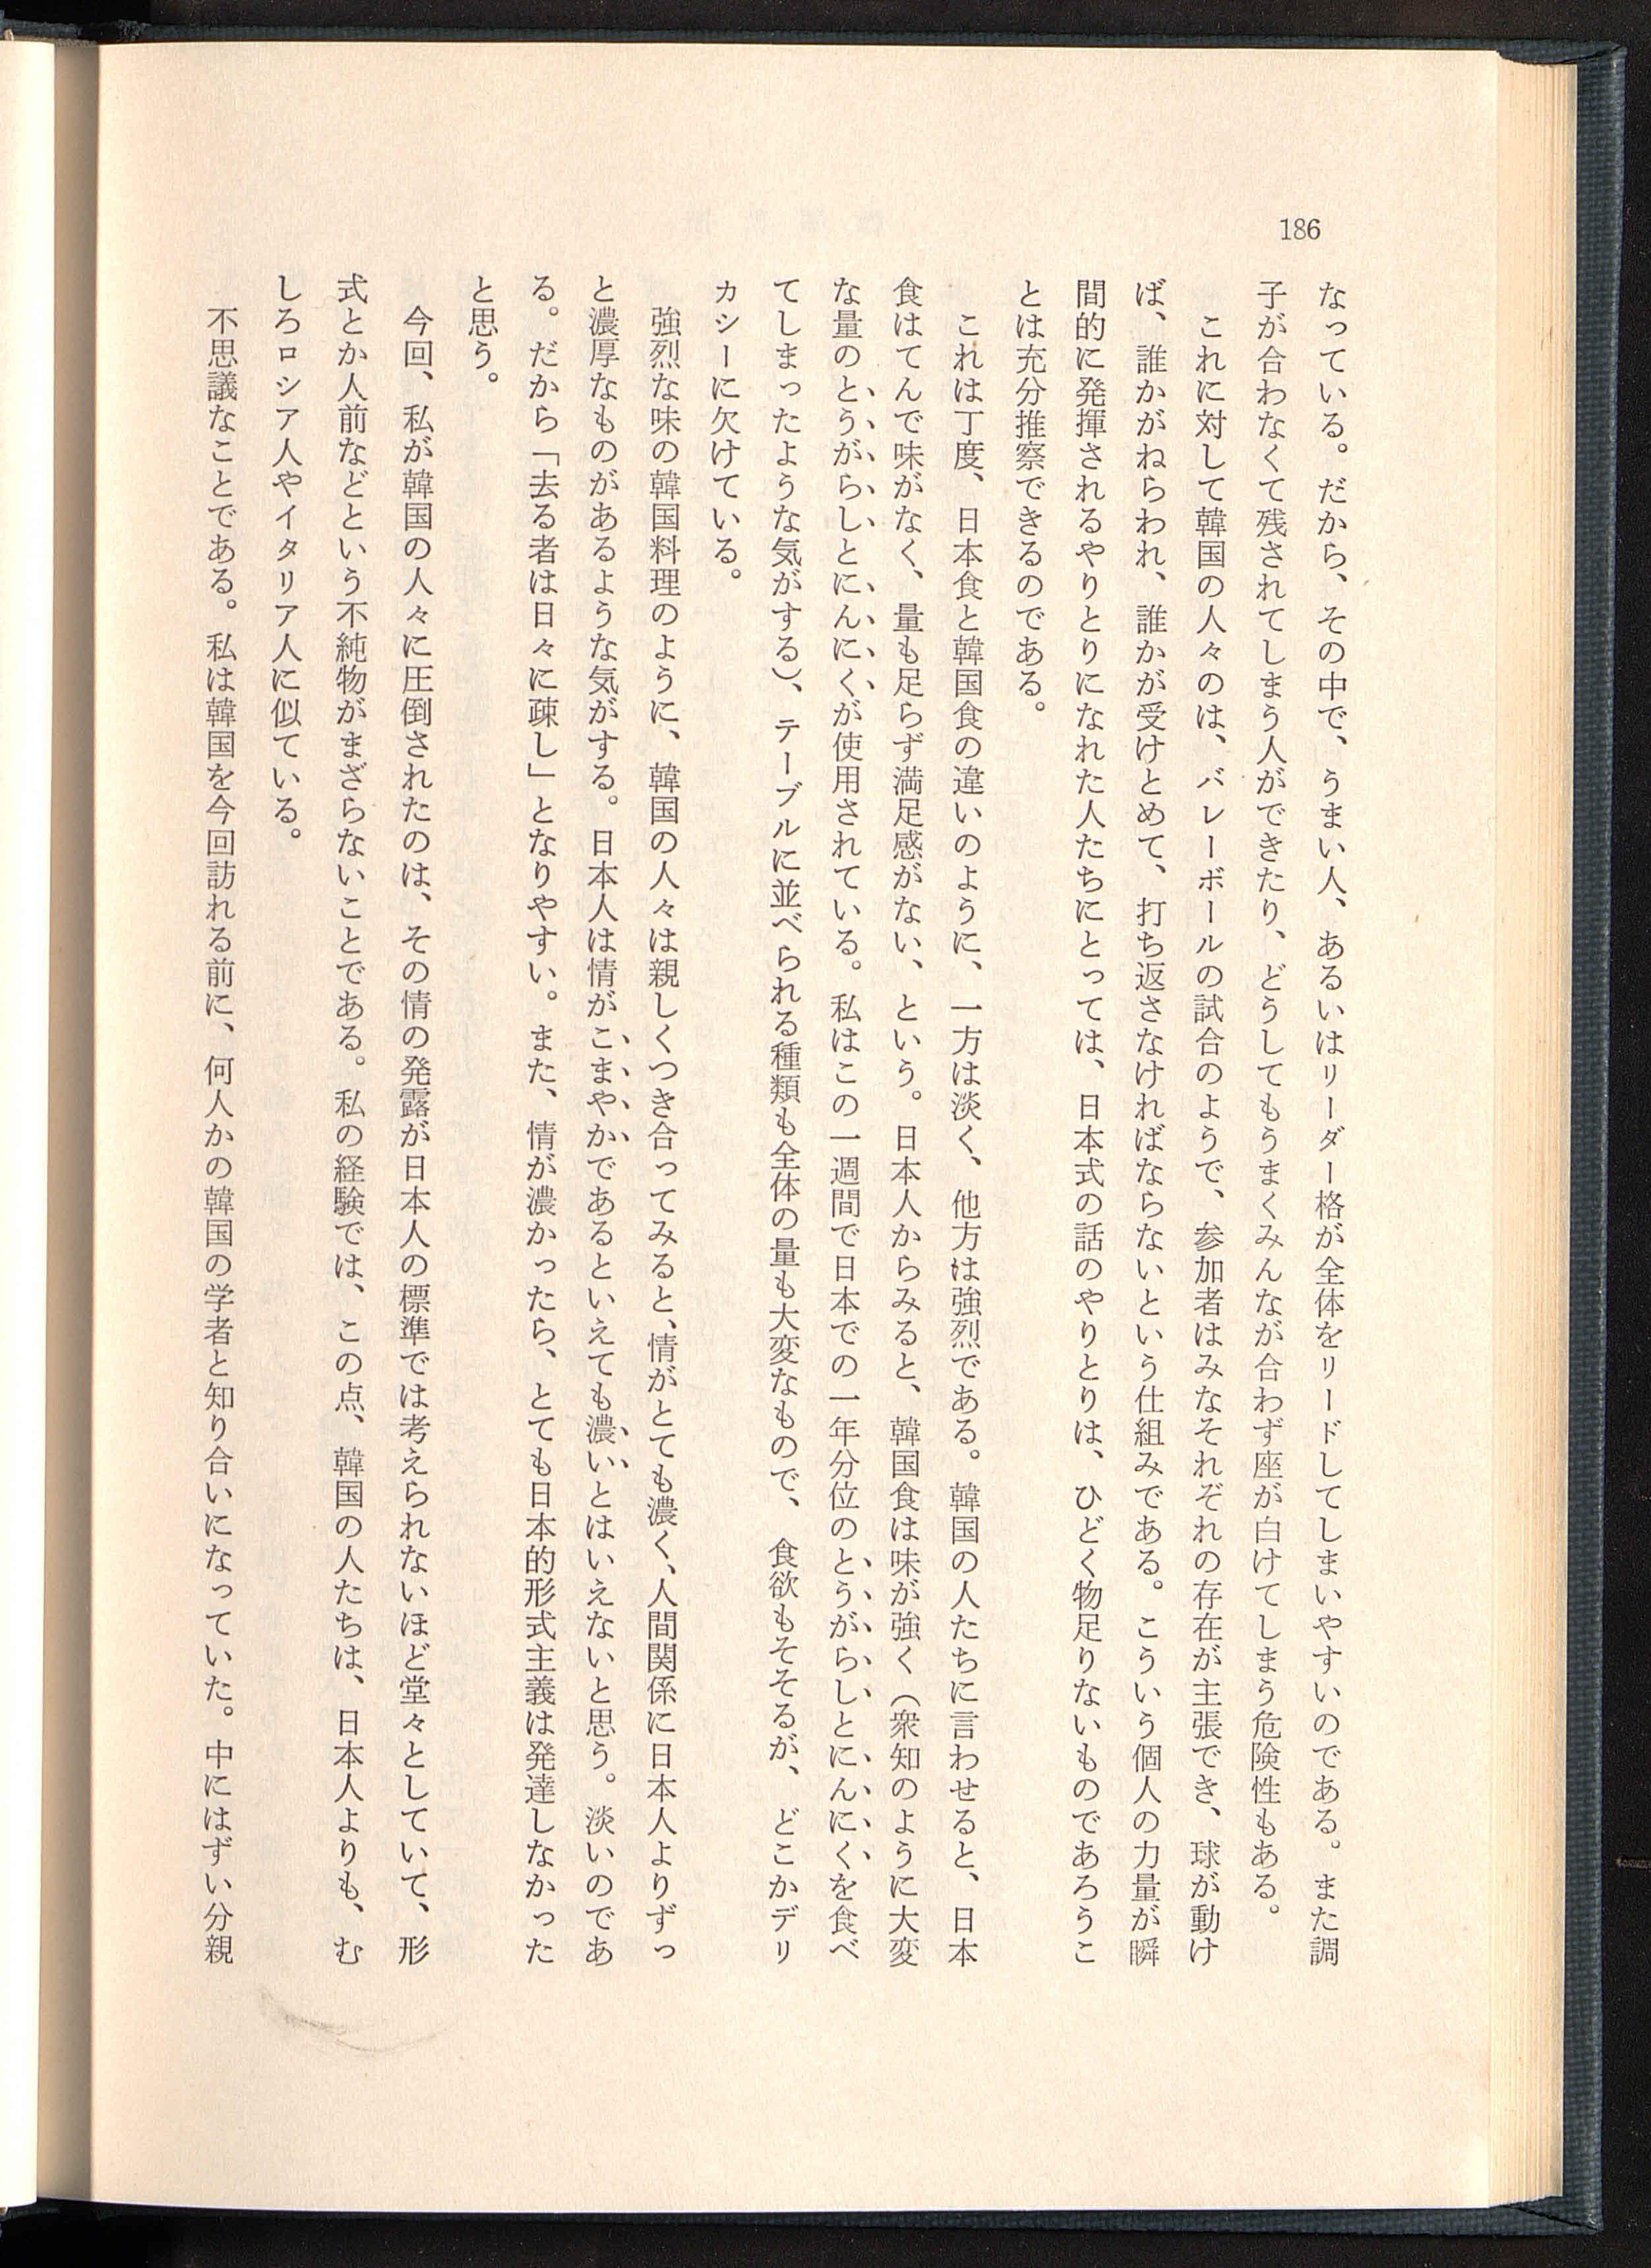 186
なっている。だから、その中で、うまい人、あるいはリーダー格が全体をリードしてしまいやすいのである。また調
子が合わなくて残されてしまう人ができたり、どうしてもうまくみんなが合わず座が白けてしまう危険性もある。
これに対して韓国の人々のは、バレーボールの試合のようで、参加者はみなそれぞれの存在が主張でき、球が動け
ば、誰かがねらわれ、誰かが受けとめて、打ち返さなければならないという仕組みである。こういう個人の力量が瞬
間的に発揮されるやりとりになれた人たちにとっては、日本式の話のやりとりは、ひどく物足りないものであろうこ
とは充分推察できるのである。
これは丁度、日本食と韓国食の違いのように、一方は淡く、他方は強烈である。韓国の人たちに言わせると、日本
食はてんで味がなく、量も足らず満足感がない、という。日本人からみると、韓国食は味が強く（衆知のように大変
な量のとうがらしとにんにくが使用されている。私はこの一週間で日本での一年分位のとうがらしとにんにくを食べ
てしまったような気がする）、テーブルに並べられる種類も全体の量も大変なもので、食欲もそそるが、どこかデリ
カシーに欠けている。
強烈な味の韓国料理のように、韓国の人々は親しくつき合ってみると、情がとても濃く、人間関係に日本人よりずっ
と濃厚なものがあるような気がする。日本人は情がこまやかであるといえても濃いとはいえないと思う。淡いのであ
る。だから「去る者は日々に疎し」となりやすい。また、情が濃かったら、とても日本的形式主義は発達しなかった
と思う。
今回、私が韓国の人々に圧倒されたのは、その情の発露が日本人の標準では考えられないほど堂々としていて、形
式とか人前などという不純物がまざらないことである。私の経験では、この点、韓国の人たちは、日本人よりも、む
しろロシア人やイタリア人に似ている。
不思議なことである。私は韓国を今回訪れる前に、何人かの韓国の学者と知り合いになっていた。中にはずい分親